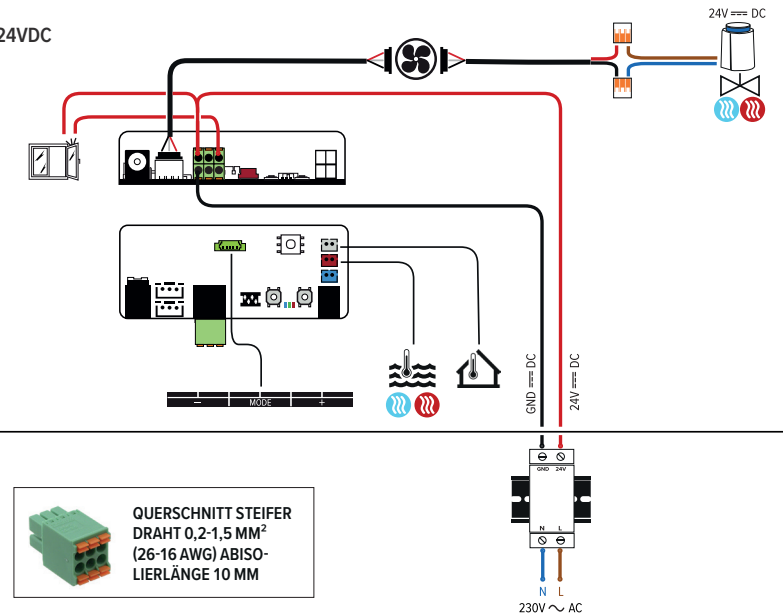 24VDC
24V ⎓ DC
− MODE +
GND ⎓ DC
24V ⎓ DC
GND 24V
N L
N L
230V ∿ AC
QUERSCHNITT STEIFER
DRAHT 0,2-1,5 MM²
(26-16 AWG) ABISO-
LIERLÄNGE 10 MM